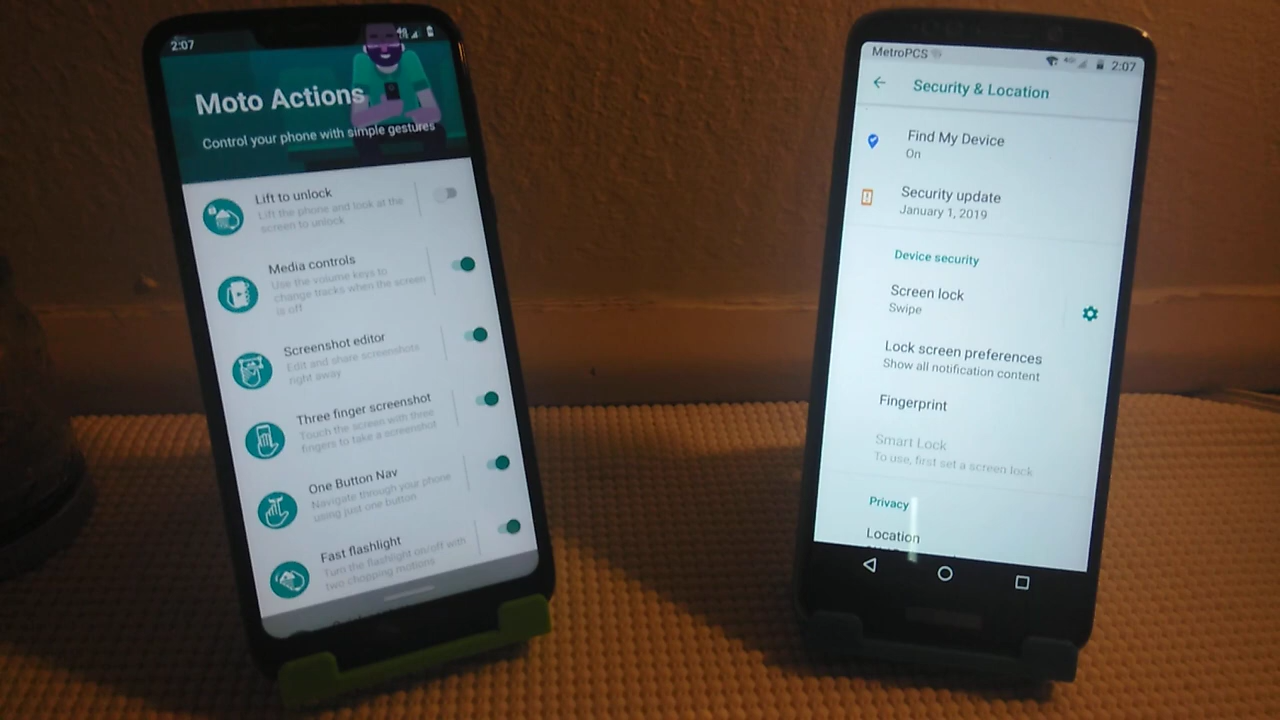 2:07
4G
Moto Actions
Control your phone with simple gestures
Lift to unlock
Lift the phone and look at the
screen to unlock
Media controls
Use the volume keys to
change tracks when the screen
is off
Screenshot editor
Edit and share screenshots
right away
Three finger screenshot
Touch the screen with three
fingers to take a screenshot
One Button Nav
Navigate through your phone
using just one button
Fast flashlight
Turn the flashlight on/off with
two chopping motions
MetroPCS
4G
2:07
Security & Location
Find My Device
On
Security update
January 1, 2019
Device security
Screen lock
Swipe
Lock screen preferences
Show all notification content
Fingerprint
Smart Lock
To use, first set a screen lock
Privacy
Location